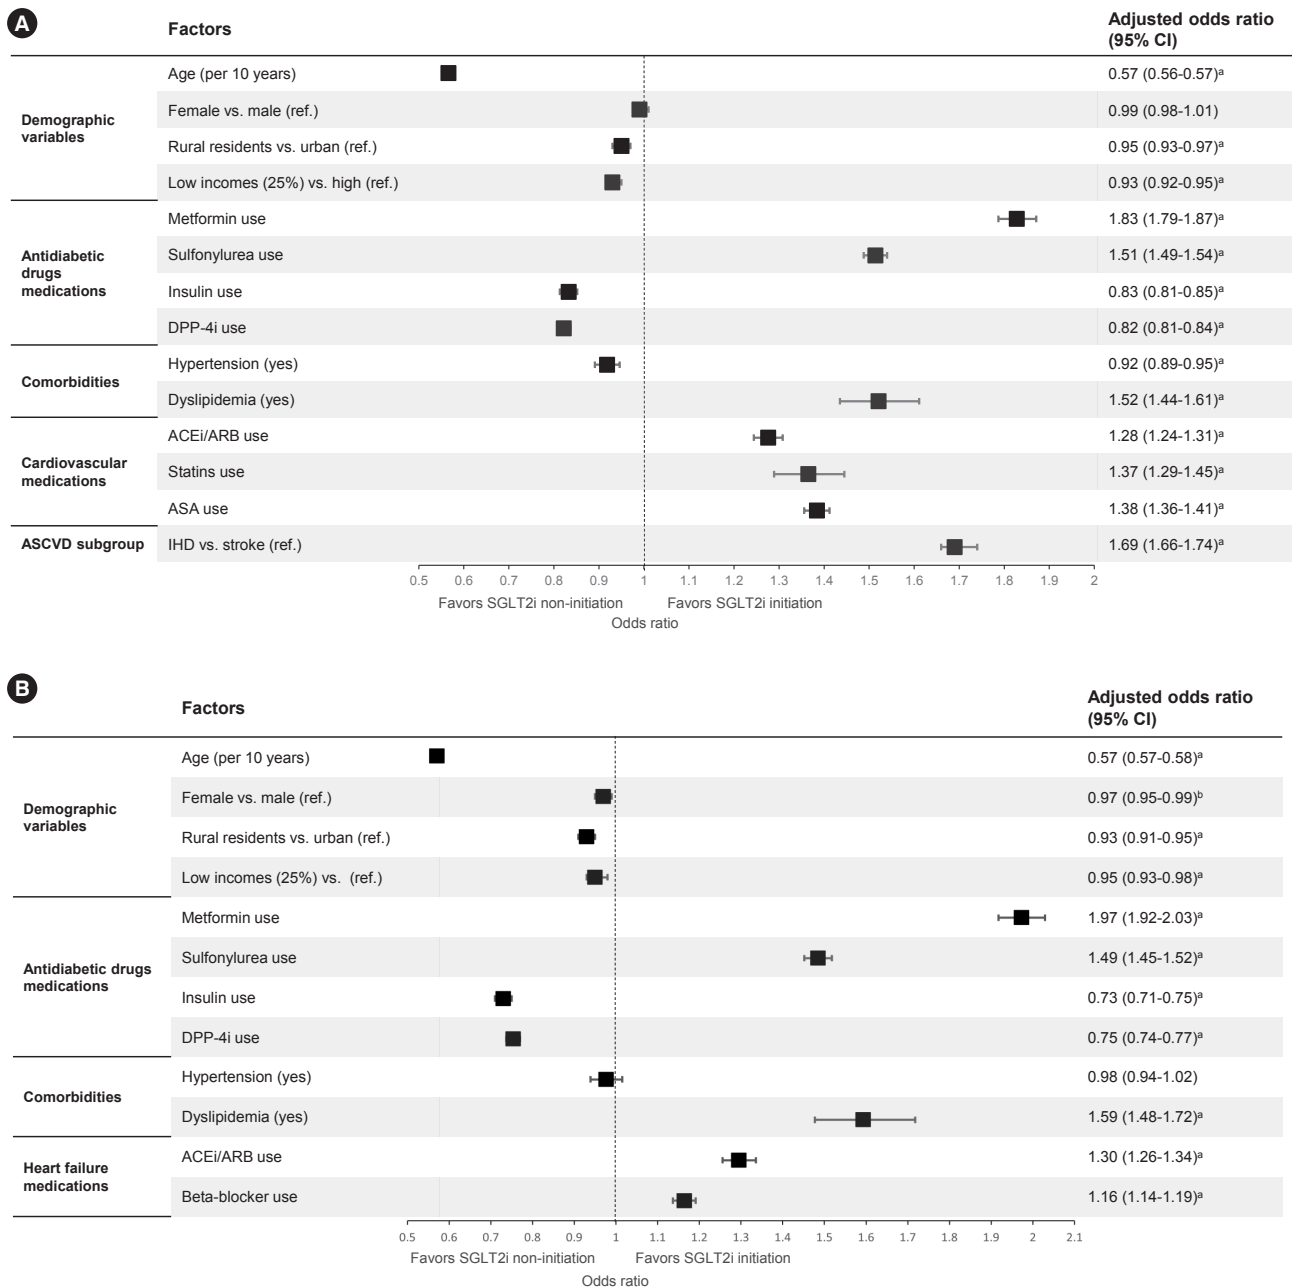 A
Factors
Adjusted odds ratio
(95% CI)
Demographic
variables
Age (per 10 years)
0.57 (0.56-0.57)ᵃ
Female vs. male (ref.)
0.99 (0.98-1.01)
Rural residents vs. urban (ref.)
0.95 (0.93-0.97)ᵃ
Low incomes (25%) vs. high (ref.)
0.93 (0.92-0.95)ᵃ
Antidiabetic
drugs
medications
Metformin use
1.83 (1.79-1.87)ᵃ
Sulfonylurea use
1.51 (1.49-1.54)ᵃ
Insulin use
0.83 (0.81-0.85)ᵃ
DPP-4i use
0.82 (0.81-0.84)ᵃ
Comorbidities
Hypertension (yes)
0.92 (0.89-0.95)ᵃ
Dyslipidemia (yes)
1.52 (1.44-1.61)ᵃ
Cardiovascular
medications
ACEi/ARB use
1.28 (1.24-1.31)ᵃ
Statins use
1.37 (1.29-1.45)ᵃ
ASA use
1.38 (1.36-1.41)ᵃ
ASCVD subgroup
IHD vs. stroke (ref.)
1.69 (1.66-1.74)ᵃ
0.5 0.6 0.7 0.8 0.9 1 1.1 1.2 1.3 1.4 1.5 1.6 1.7 1.8 1.9 2
Favors SGLT2i non-initiation Favors SGLT2i initiation
Odds ratio
B
Factors
Adjusted odds ratio
(95% CI)
Demographic
variables
Age (per 10 years)
0.57 (0.57-0.58)ᵃ
Female vs. male (ref.)
0.97 (0.95-0.99)ᵇ
Rural residents vs. urban (ref.)
0.93 (0.91-0.95)ᵃ
Low incomes (25%) vs. (ref.)
0.95 (0.93-0.98)ᵃ
Antidiabetic drugs
medications
Metformin use
1.97 (1.92-2.03)ᵃ
Sulfonylurea use
1.49 (1.45-1.52)ᵃ
Insulin use
0.73 (0.71-0.75)ᵃ
DPP-4i use
0.75 (0.74-0.77)ᵃ
Comorbidities
Hypertension (yes)
0.98 (0.94-1.02)
Dyslipidemia (yes)
1.59 (1.48-1.72)ᵃ
Heart failure
medications
ACEi/ARB use
1.30 (1.26-1.34)ᵃ
Beta-blocker use
1.16 (1.14-1.19)ᵃ
0.5 0.6 0.7 0.8 0.9 1 1.1 1.2 1.3 1.4 1.5 1.6 1.7 1.8 1.9 2 2.1
Favors SGLT2i non-initiation Favors SGLT2i initiation
Odds ratio